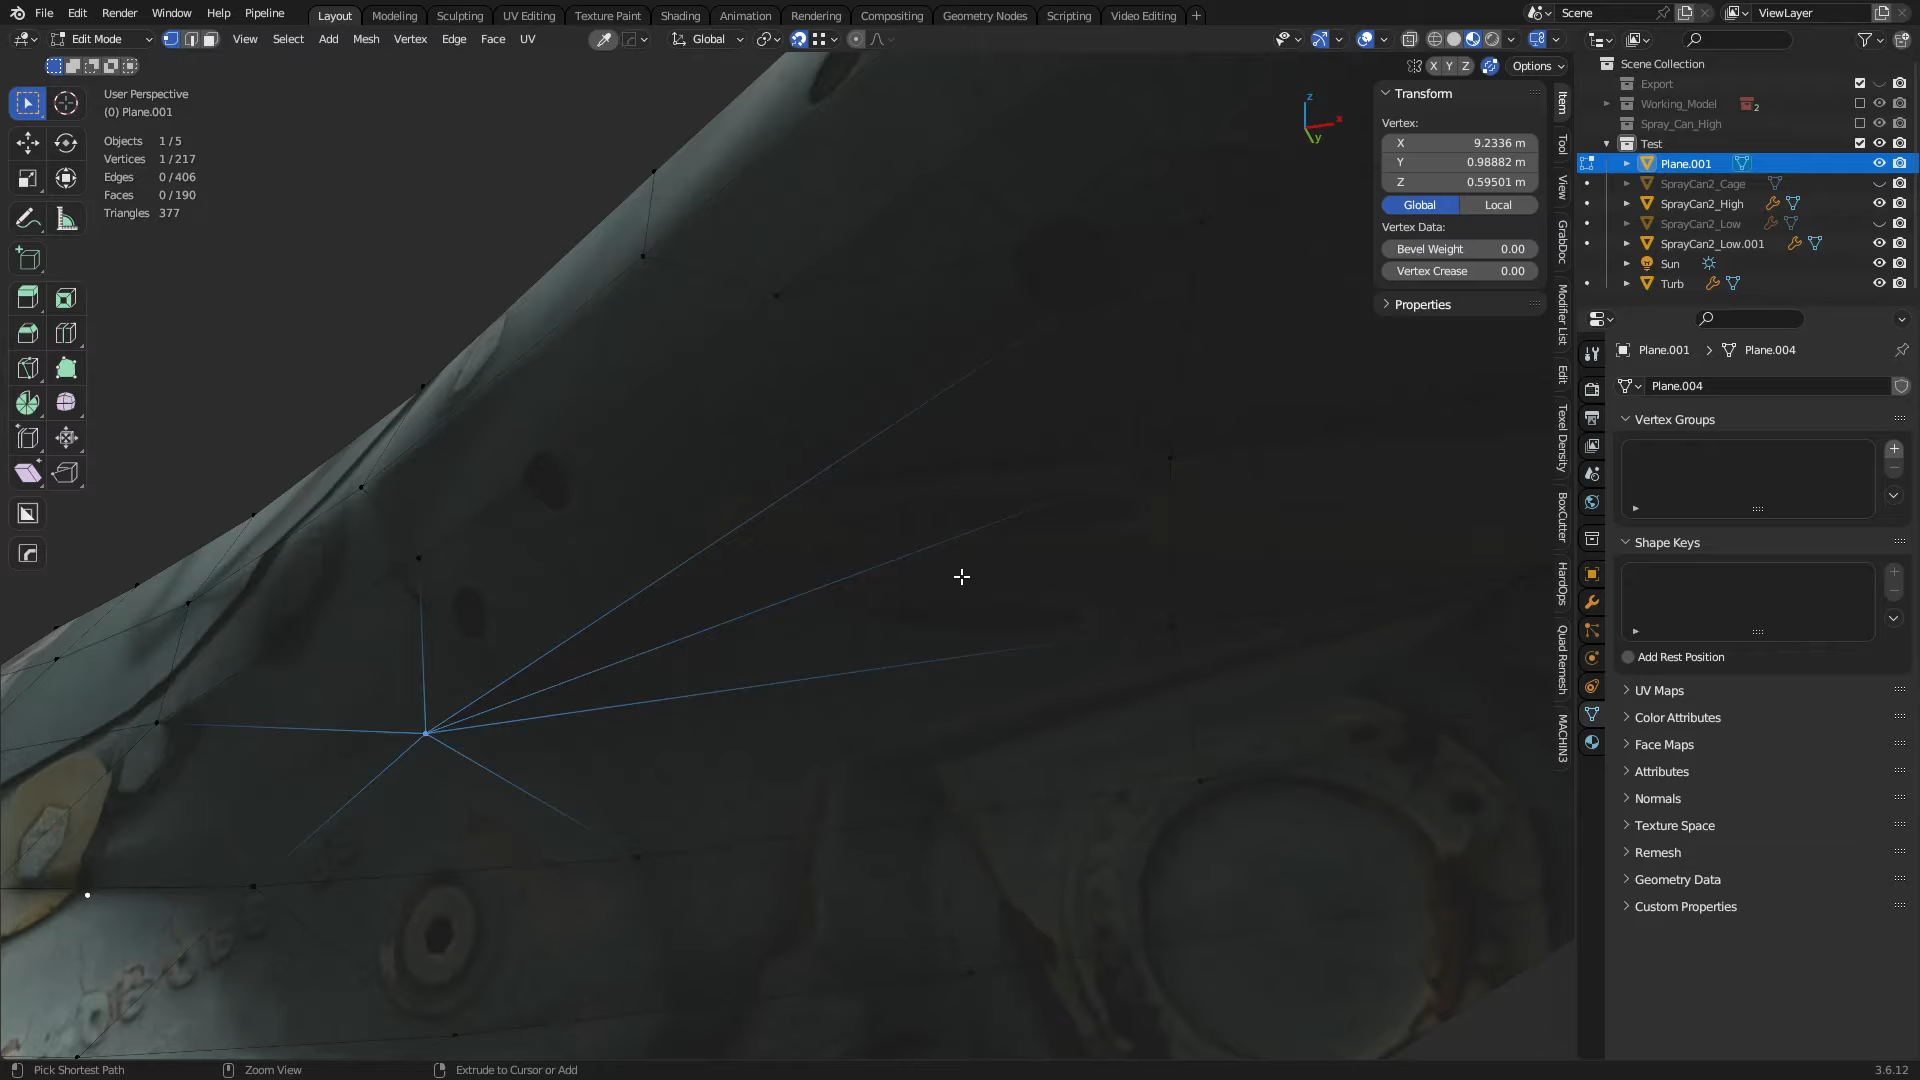 File Edit Render Window Help Pipeline
Layout Modeling Sculpting UV Editing Texture Paint Shading Animation Rendering Compositing Geometry Nodes Scripting Video Editing +
Scene
ViewLayer
Edit Mode
View Select Add Mesh Vertex Edge Face UV
Global
X Y Z
Options
User Perspective
(0) Plane.001
Objects 1/5
Vertices 1/217
Edges 0/406
Faces 0/190
Triangles 377
z
x
y
Transform
Vertex:
X 9.2336 m
Y 0.98882 m
Z 0.59501 m
Global Local
Vertex Data:
Bevel Weight 0.00
Vertex Crease 0.00
Properties
Item
Tool
View
GrabDoc
Modifier List
Edit
Texel Density
BoxCutter
HardOps
Quad Remesh
MACHIN3
Scene Collection
Export
Working_Model 2
Spray_Can_High
Test
Plane.001
SprayCan2_Cage
SprayCan2_High
SprayCan2_Low
SprayCan2_Low.001
Sun
Turb
Plane.001 > Plane.004
Plane.004
Vertex Groups
Shape Keys
Add Rest Position
UV Maps
Color Attributes
Face Maps
Attributes
Normals
Texture Space
Remesh
Geometry Data
Custom Properties
Pick Shortest Path Zoom View Extrude to Cursor or Add 3.6.12